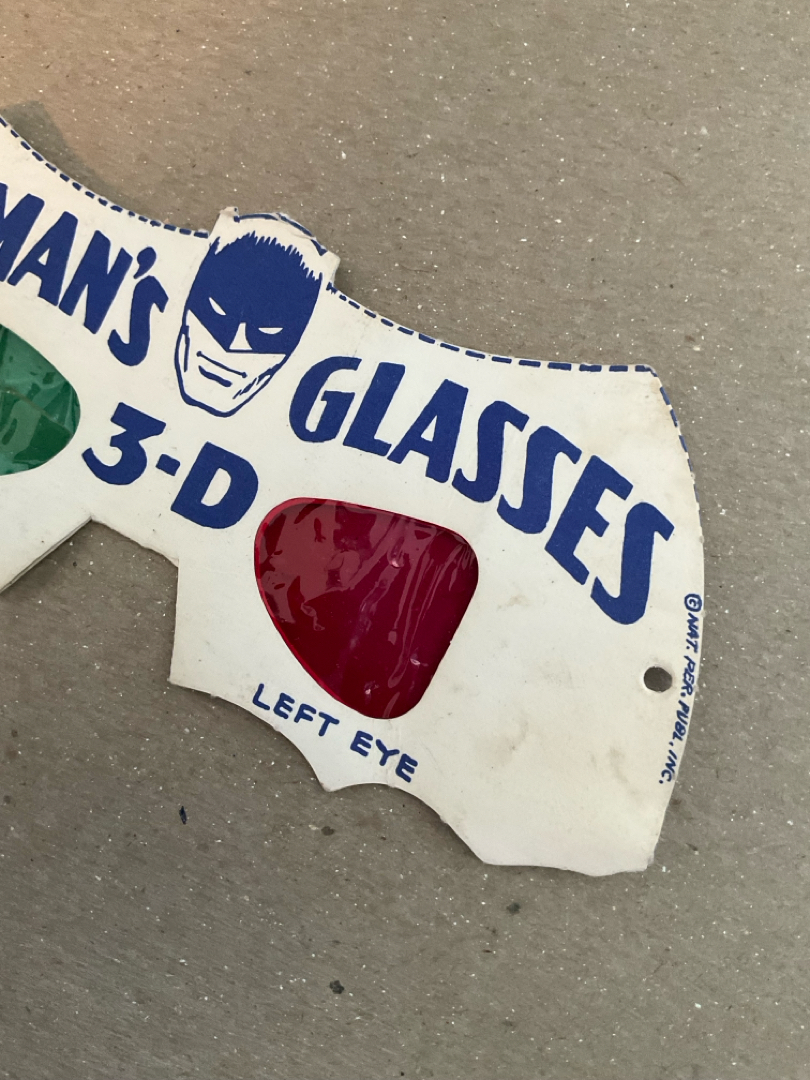 MAN'S
GLASSES
3-D
LEFT EYE
© NAT. PER. PUBL. INC.